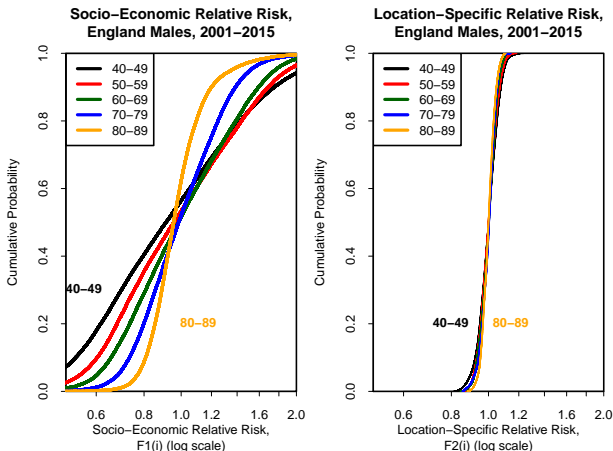 Socio−Economic Relative Risk,
England Males, 2001−2015
Cumulative Probability
1.0
0.8
0.6
0.4
0.2
0.0
40−49
50−59
60−69
70−79
80−89
40−49
80−89
0.6 0.8 1.0 1.2 1.6 2.0
Socio−Economic Relative Risk,
F1(i) (log scale)
Location−Specific Relative Risk,
England Males, 2001−2015
Cumulative Probability
1.0
0.8
0.6
0.4
0.2
0.0
40−49
50−59
60−69
70−79
80−89
40−49
80−89
0.6 0.8 1.0 1.2 1.6 2.0
Location−Specific Relative Risk,
F2(i) (log scale)